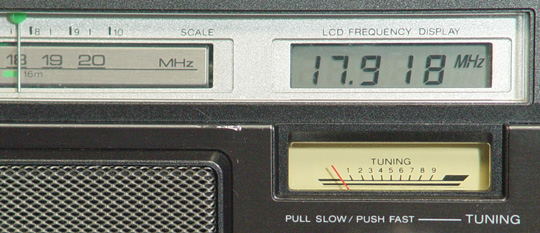 8 9 10 SCALE
LCD FREQUENCY DISPLAY
18 19 20 MHz
16m
17.918 MHz
TUNING
1 2 3 4 5 6 7 8 9
PULL SLOW / PUSH FAST TUNING